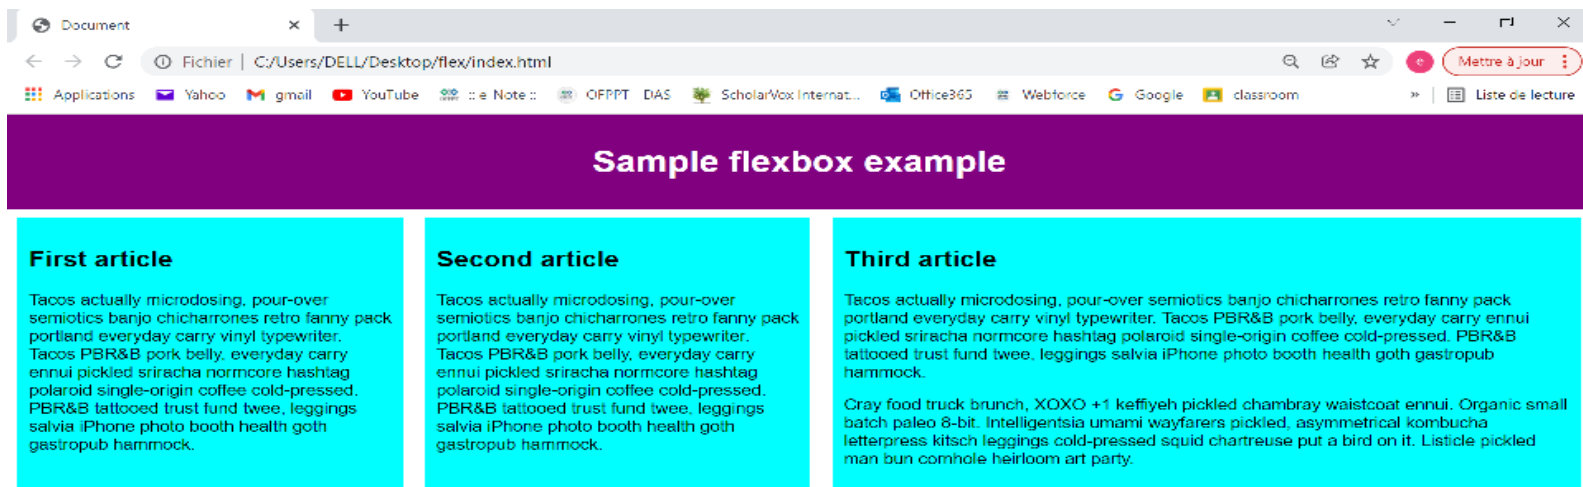 Document
Fichier | C:/Users/DELL/Desktop/flex/index.html
e
Mettre à jour
Applications Yahoo gmail YouTube :: e Note :: OFPPT DAS ScholarVox Internat... Office365 Webforce Google classroom » Liste de lecture
Sample flexbox example
First article
Tacos actually microdosing, pour-over
semiotics banjo chicharrones retro fanny pack
portland everyday carry vinyl typewriter.
Tacos PBR&B pork belly, everyday carry
ennui pickled sriracha normcore hashtag
polaroid single-origin coffee cold-pressed.
PBR&B tattooed trust fund twee, leggings
salvia iPhone photo booth health goth
gastropub hammock.
Second article
Tacos actually microdosing, pour-over
semiotics banjo chicharrones retro fanny pack
portland everyday carry vinyl typewriter.
Tacos PBR&B pork belly, everyday carry
ennui pickled sriracha normcore hashtag
polaroid single-origin coffee cold-pressed.
PBR&B tattooed trust fund twee, leggings
salvia iPhone photo booth health goth
gastropub hammock.
Third article
Tacos actually microdosing, pour-over semiotics banjo chicharrones retro fanny pack
portland everyday carry vinyl typewriter. Tacos PBR&B pork belly, everyday carry ennui
pickled sriracha normcore hashtag polaroid single-origin coffee cold-pressed. PBR&B
tattooed trust fund twee, leggings salvia iPhone photo booth health goth gastropub
hammock.
Cray food truck brunch, XOXO +1 keffiyeh pickled chambray waistcoat ennui. Organic small
batch paleo 8-bit. Intelligentsia umami wayfarers pickled, asymmetrical kombucha
letterpress kitsch leggings cold-pressed squid chartreuse put a bird on it. Listicle pickled
man bun cornhole heirloom art party.